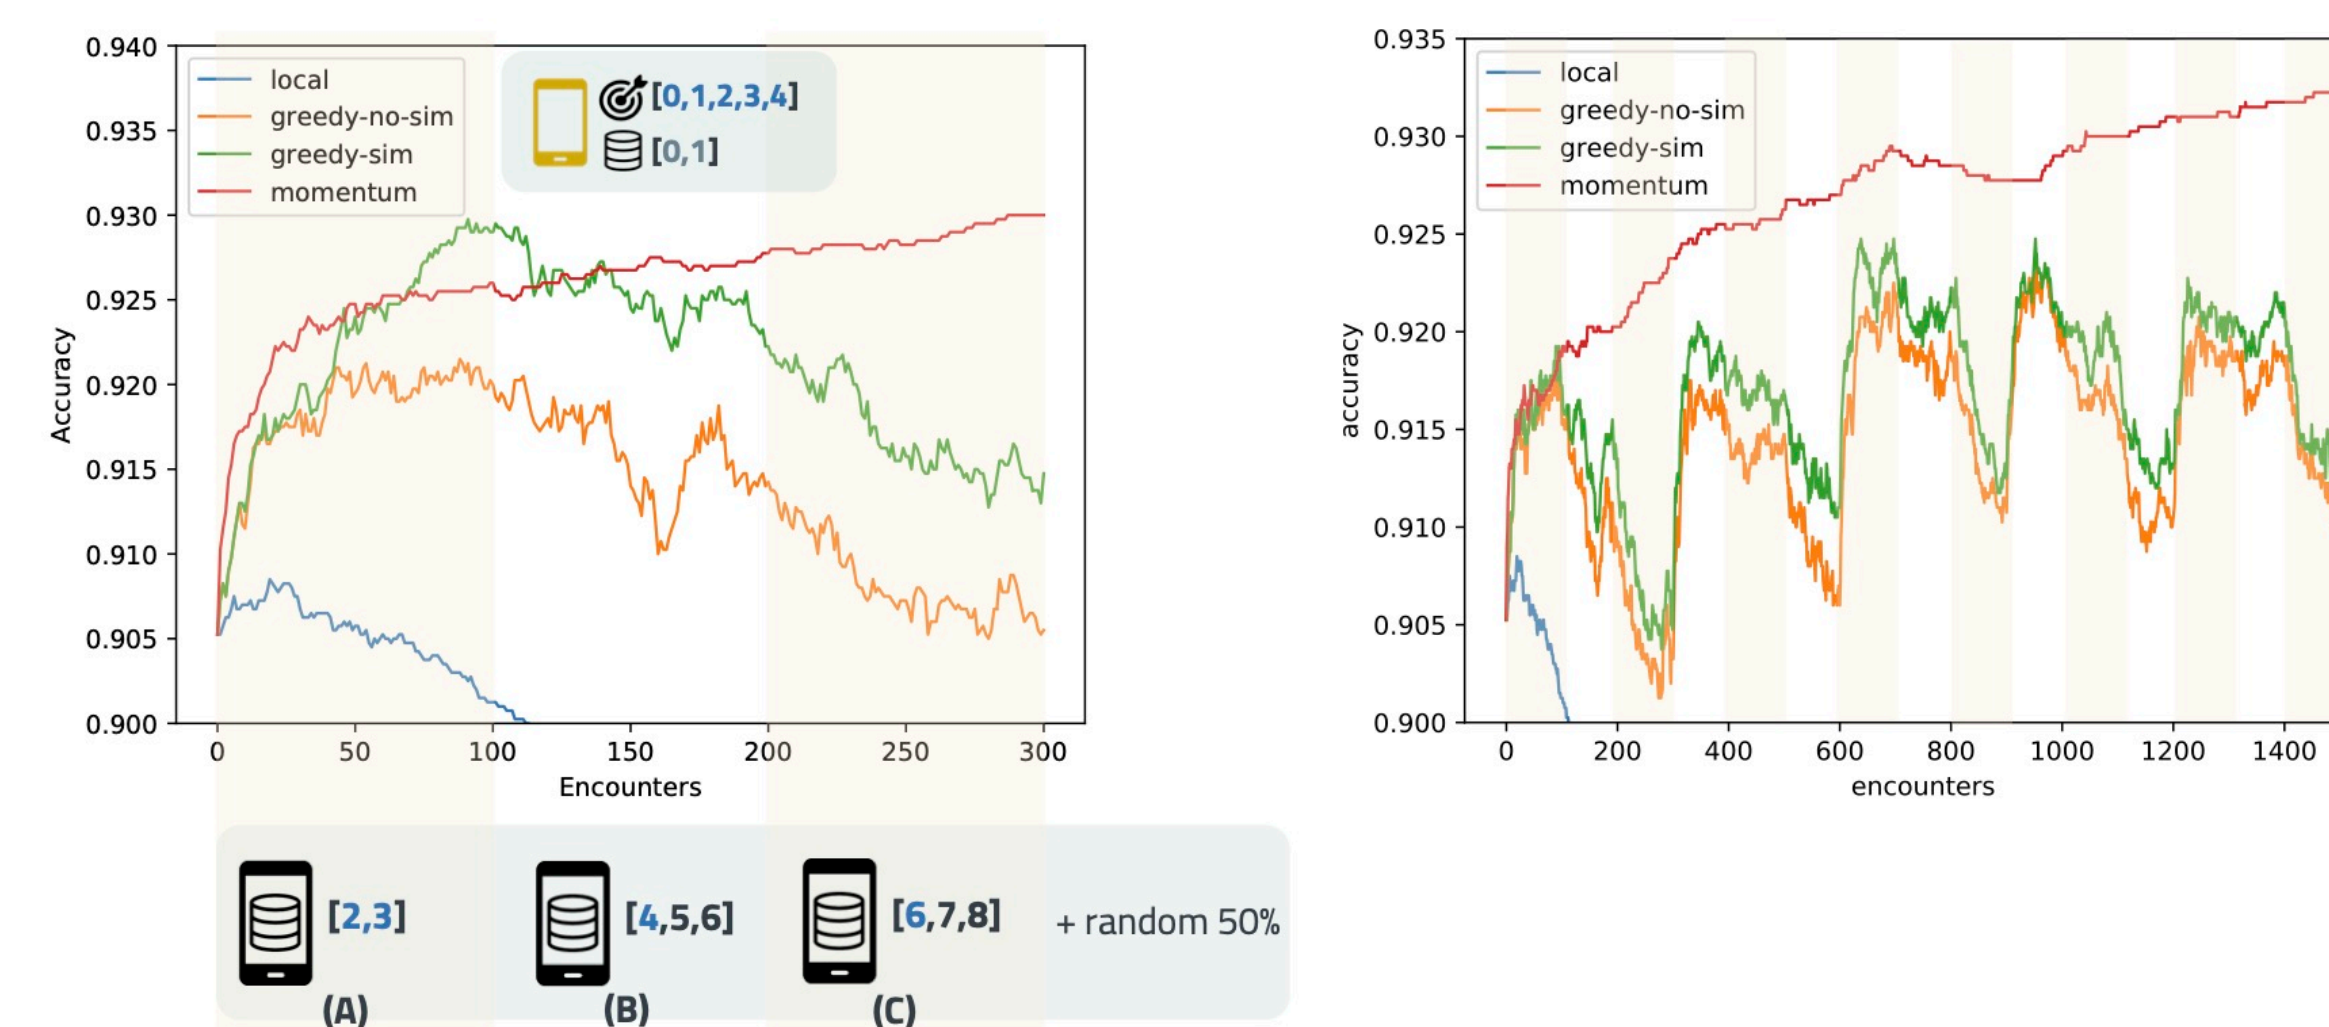 0.940
0.935
0.930
0.925
0.920
0.915
0.910
0.905
0.900
Accuracy
local
greedy-no-sim
greedy-sim
momentum
[0,1,2,3,4]
[0,1]
0 50 100 150 200 250 300
Encounters
[2,3]
(A)
[4,5,6]
(B)
[6,7,8]
(C)
+ random 50%
0.935
0.930
0.925
0.920
0.915
0.910
0.905
0.900
accuracy
local
greedy-no-sim
greedy-sim
momentum
0 200 400 600 800 1000 1200 1400
encounters